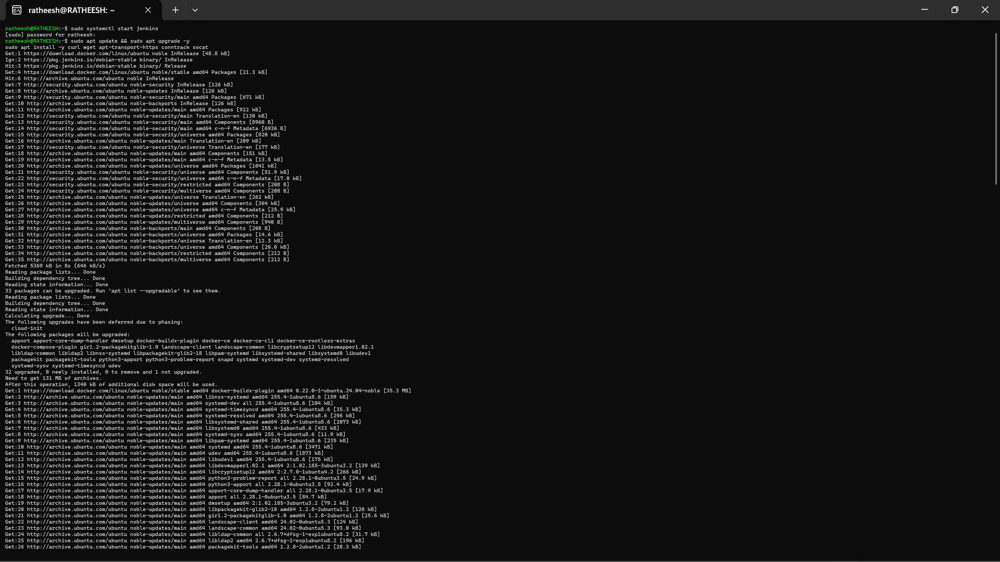 ratheesh@RATHEESH: ~
ratheesh@RATHEESH:~$ sudo systemctl start jenkins
[sudo] password for ratheesh:
ratheesh@RATHEESH:~$ sudo apt update && sudo apt upgrade -y
sudo apt install -y curl wget apt-transport-https conntrack socat
Get:1 https://download.docker.com/linux/ubuntu noble InRelease [48.8 kB]
Ign:2 https://pkg.jenkins.io/debian-stable binary/ InRelease
Hit:3 https://pkg.jenkins.io/debian-stable binary/ Release
Get:4 https://download.docker.com/linux/ubuntu noble/stable amd64 Packages [21.3 kB]
Hit:6 http://archive.ubuntu.com/ubuntu noble InRelease
Get:7 http://security.ubuntu.com/ubuntu noble-security InRelease [126 kB]
Get:8 http://archive.ubuntu.com/ubuntu noble-updates InRelease [126 kB]
Get:9 http://security.ubuntu.com/ubuntu noble-security/main amd64 Packages [671 kB]
Get:10 http://archive.ubuntu.com/ubuntu noble-backports InRelease [126 kB]
Get:11 http://archive.ubuntu.com/ubuntu noble-updates/main amd64 Packages [922 kB]
Get:12 http://security.ubuntu.com/ubuntu noble-security/main Translation-en [130 kB]
Get:13 http://security.ubuntu.com/ubuntu noble-security/main amd64 Components [8960 B]
Get:14 http://security.ubuntu.com/ubuntu noble-security/main amd64 c-n-f Metadata [6936 B]
Get:15 http://security.ubuntu.com/ubuntu noble-security/universe amd64 Packages [820 kB]
Get:16 http://archive.ubuntu.com/ubuntu noble-updates/main Translation-en [209 kB]
Get:17 http://security.ubuntu.com/ubuntu noble-security/universe Translation-en [177 kB]
Get:18 http://archive.ubuntu.com/ubuntu noble-updates/main amd64 Components [151 kB]
Get:19 http://archive.ubuntu.com/ubuntu noble-updates/main amd64 c-n-f Metadata [13.5 kB]
Get:20 http://archive.ubuntu.com/ubuntu noble-updates/universe amd64 Packages [1041 kB]
Get:21 http://security.ubuntu.com/ubuntu noble-security/universe amd64 Components [51.9 kB]
Get:22 http://security.ubuntu.com/ubuntu noble-security/universe amd64 c-n-f Metadata [17.0 kB]
Get:23 http://security.ubuntu.com/ubuntu noble-security/restricted amd64 Components [208 B]
Get:24 http://security.ubuntu.com/ubuntu noble-security/multiverse amd64 Components [208 B]
Get:25 http://archive.ubuntu.com/ubuntu noble-updates/universe Translation-en [262 kB]
Get:26 http://archive.ubuntu.com/ubuntu noble-updates/universe amd64 Components [364 kB]
Get:27 http://archive.ubuntu.com/ubuntu noble-updates/universe amd64 c-n-f Metadata [25.9 kB]
Get:28 http://archive.ubuntu.com/ubuntu noble-updates/restricted amd64 Components [212 B]
Get:29 http://archive.ubuntu.com/ubuntu noble-updates/multiverse amd64 Components [940 B]
Get:30 http://archive.ubuntu.com/ubuntu noble-backports/main amd64 Components [208 B]
Get:31 http://archive.ubuntu.com/ubuntu noble-backports/universe amd64 Packages [14.6 kB]
Get:32 http://archive.ubuntu.com/ubuntu noble-backports/universe Translation-en [12.3 kB]
Get:33 http://archive.ubuntu.com/ubuntu noble-backports/universe amd64 Components [20.0 kB]
Get:34 http://archive.ubuntu.com/ubuntu noble-backports/restricted amd64 Components [212 B]
Get:35 http://archive.ubuntu.com/ubuntu noble-backports/multiverse amd64 Components [212 B]
Fetched 5369 kB in 8s (646 kB/s)
Reading package lists... Done
Building dependency tree... Done
Reading state information... Done
33 packages can be upgraded. Run 'apt list --upgradable' to see them.
Reading package lists... Done
Building dependency tree... Done
Reading state information... Done
Calculating upgrade... Done
The following upgrades have been deferred due to phasing:
  cloud-init
The following packages will be upgraded:
  apport apport-core-dump-handler dmsetup docker-buildx-plugin docker-ce docker-ce-cli docker-ce-rootless-extras
  docker-compose-plugin gir1.2-packagekitglib-1.0 landscape-client landscape-common libcryptsetup12 libdevmapper1.02.1
  libldap-common libldap2 libnss-systemd libpackagekit-glib2-18 libpam-systemd libsystemd-shared libsystemd0 libudev1
  packagekit packagekit-tools python3-apport python3-problem-report snapd systemd systemd-dev systemd-resolved
  systemd-sysv systemd-timesyncd udev
32 upgraded, 0 newly installed, 0 to remove and 1 not upgraded.
Need to get 131 MB of archives.
After this operation, 1340 kB of additional disk space will be used.
Get:1 https://download.docker.com/linux/ubuntu noble/stable amd64 docker-buildx-plugin amd64 0.22.0-1~ubuntu.24.04~noble [35.3 MB]
Get:2 http://archive.ubuntu.com/ubuntu noble-updates/main amd64 libnss-systemd amd64 255.4-1ubuntu8.6 [159 kB]
Get:3 http://archive.ubuntu.com/ubuntu noble-updates/main amd64 systemd-dev all 255.4-1ubuntu8.6 [104 kB]
Get:4 http://archive.ubuntu.com/ubuntu noble-updates/main amd64 systemd-timesyncd amd64 255.4-1ubuntu8.6 [35.3 kB]
Get:5 http://archive.ubuntu.com/ubuntu noble-updates/main amd64 systemd-resolved amd64 255.4-1ubuntu8.6 [296 kB]
Get:6 http://archive.ubuntu.com/ubuntu noble-updates/main amd64 libsystemd-shared amd64 255.4-1ubuntu8.6 [2073 kB]
Get:7 http://archive.ubuntu.com/ubuntu noble-updates/main amd64 libsystemd0 amd64 255.4-1ubuntu8.6 [433 kB]
Get:8 http://archive.ubuntu.com/ubuntu noble-updates/main amd64 systemd-sysv amd64 255.4-1ubuntu8.6 [11.9 kB]
Get:9 http://archive.ubuntu.com/ubuntu noble-updates/main amd64 libpam-systemd amd64 255.4-1ubuntu8.6 [235 kB]
Get:10 http://archive.ubuntu.com/ubuntu noble-updates/main amd64 systemd amd64 255.4-1ubuntu8.6 [3471 kB]
Get:11 http://archive.ubuntu.com/ubuntu noble-updates/main amd64 udev amd64 255.4-1ubuntu8.6 [1873 kB]
Get:12 http://archive.ubuntu.com/ubuntu noble-updates/main amd64 libudev1 amd64 255.4-1ubuntu8.6 [175 kB]
Get:13 http://archive.ubuntu.com/ubuntu noble-updates/main amd64 libdevmapper1.02.1 amd64 2:1.02.185-3ubuntu3.2 [139 kB]
Get:14 http://archive.ubuntu.com/ubuntu noble-updates/main amd64 libcryptsetup12 amd64 2:2.7.0-1ubuntu4.2 [266 kB]
Get:15 http://archive.ubuntu.com/ubuntu noble-updates/main amd64 python3-problem-report all 2.28.1-0ubuntu3.5 [24.9 kB]
Get:16 http://archive.ubuntu.com/ubuntu noble-updates/main amd64 python3-apport all 2.28.1-0ubuntu3.5 [92.4 kB]
Get:17 http://archive.ubuntu.com/ubuntu noble-updates/main amd64 apport-core-dump-handler all 2.28.1-0ubuntu3.5 [17.9 kB]
Get:18 http://archive.ubuntu.com/ubuntu noble-updates/main amd64 apport all 2.28.1-0ubuntu3.5 [84.7 kB]
Get:19 http://archive.ubuntu.com/ubuntu noble-updates/main amd64 dmsetup amd64 2:1.02.185-3ubuntu3.2 [79.2 kB]
Get:20 http://archive.ubuntu.com/ubuntu noble-updates/main amd64 libpackagekit-glib2-18 amd64 1.2.8-2ubuntu1.2 [120 kB]
Get:21 http://archive.ubuntu.com/ubuntu noble-updates/main amd64 gir1.2-packagekitglib-1.0 amd64 1.2.8-2ubuntu1.2 [25.6 kB]
Get:22 http://archive.ubuntu.com/ubuntu noble-updates/main amd64 landscape-client amd64 24.02-0ubuntu5.3 [124 kB]
Get:23 http://archive.ubuntu.com/ubuntu noble-updates/main amd64 landscape-common amd64 24.02-0ubuntu5.3 [93.0 kB]
Get:24 http://archive.ubuntu.com/ubuntu noble-updates/main amd64 libldap-common all 2.6.7+dfsg-1~exp1ubuntu8.2 [31.7 kB]
Get:25 http://archive.ubuntu.com/ubuntu noble-updates/main amd64 libldap2 amd64 2.6.7+dfsg-1~exp1ubuntu8.2 [196 kB]
Get:26 http://archive.ubuntu.com/ubuntu noble-updates/main amd64 packagekit-tools amd64 1.2.8-2ubuntu1.2 [28.3 kB]